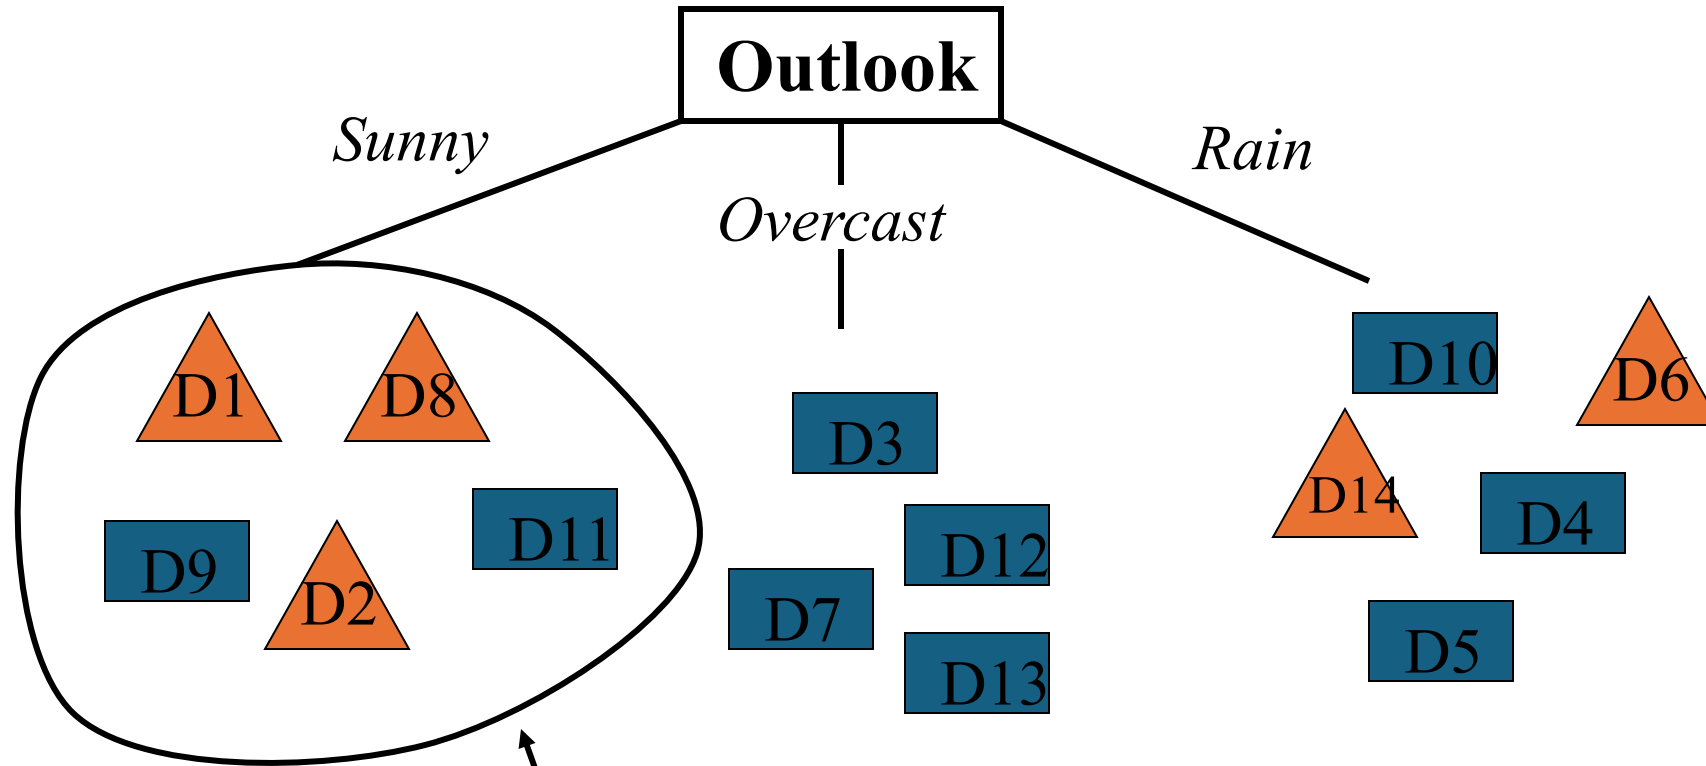 Outlook
Sunny
Overcast
Rain
D1
D8
D9
D2
D11
D3
D12
D7
D13
D10
D6
D14
D4
D5